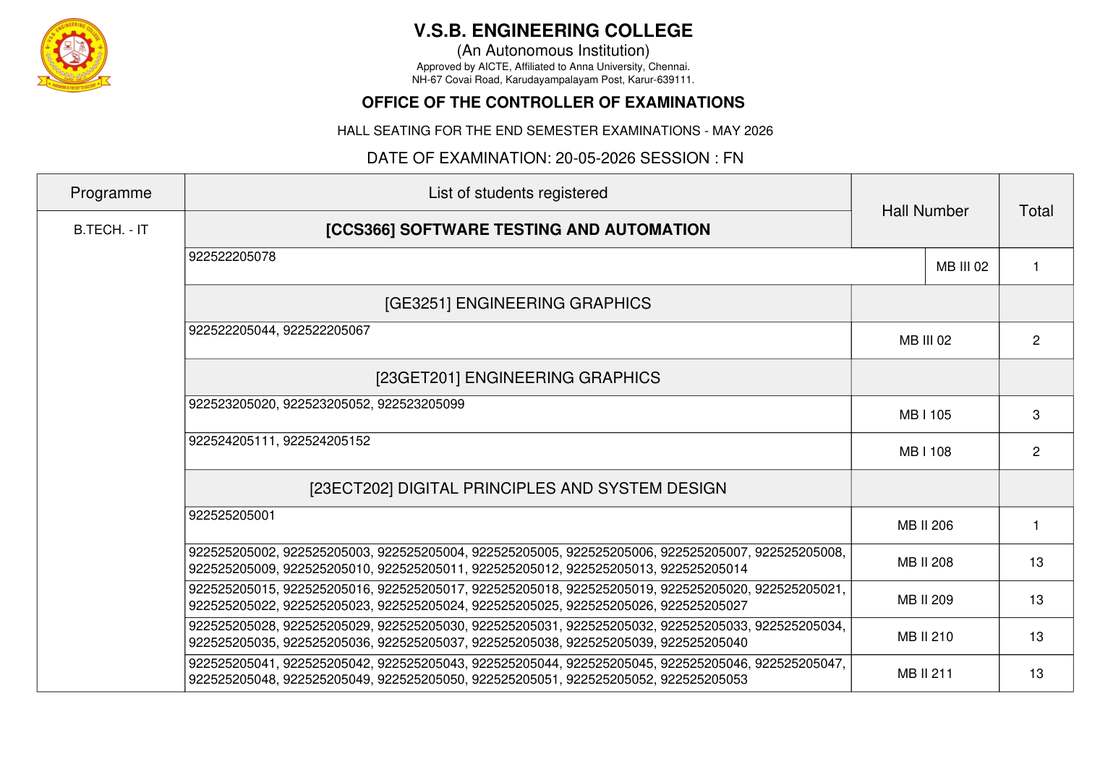 V.S.B. ENGINEERING COLLEGE
(An Autonomous Institution)
Approved by AICTE, Affiliated to Anna University, Chennai.
NH-67 Covai Road, Karudayampalayam Post, Karur-639111.
OFFICE OF THE CONTROLLER OF EXAMINATIONS
HALL SEATING FOR THE END SEMESTER EXAMINATIONS - MAY 2026
DATE OF EXAMINATION: 20-05-2026 SESSION : FN
Programme List of students registered Hall Number Total
B.TECH. - IT [CCS366] SOFTWARE TESTING AND AUTOMATION
922522205078 MB III 02 1
[GE3251] ENGINEERING GRAPHICS
922522205044, 922522205067 MB III 02 2
[23GET201] ENGINEERING GRAPHICS
922523205020, 922523205052, 922523205099 MB I 105 3
922524205111, 922524205152 MB I 108 2
[23ECT202] DIGITAL PRINCIPLES AND SYSTEM DESIGN
922525205001 MB II 206 1
922525205002, 922525205003, 922525205004, 922525205005, 922525205006, 922525205007, 922525205008,
922525205009, 922525205010, 922525205011, 922525205012, 922525205013, 922525205014 MB II 208 13
922525205015, 922525205016, 922525205017, 922525205018, 922525205019, 922525205020, 922525205021,
922525205022, 922525205023, 922525205024, 922525205025, 922525205026, 922525205027 MB II 209 13
922525205028, 922525205029, 922525205030, 922525205031, 922525205032, 922525205033, 922525205034,
922525205035, 922525205036, 922525205037, 922525205038, 922525205039, 922525205040 MB II 210 13
922525205041, 922525205042, 922525205043, 922525205044, 922525205045, 922525205046, 922525205047,
922525205048, 922525205049, 922525205050, 922525205051, 922525205052, 922525205053 MB II 211 13